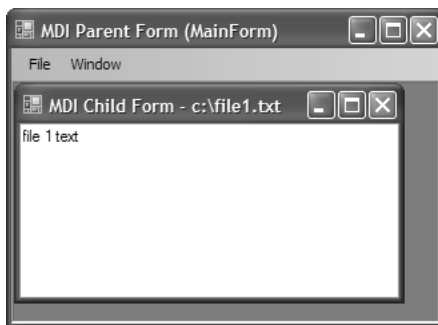 MDI Parent Form (MainForm)
File Window
MDI Child Form - c:\file1.txt
file 1 text